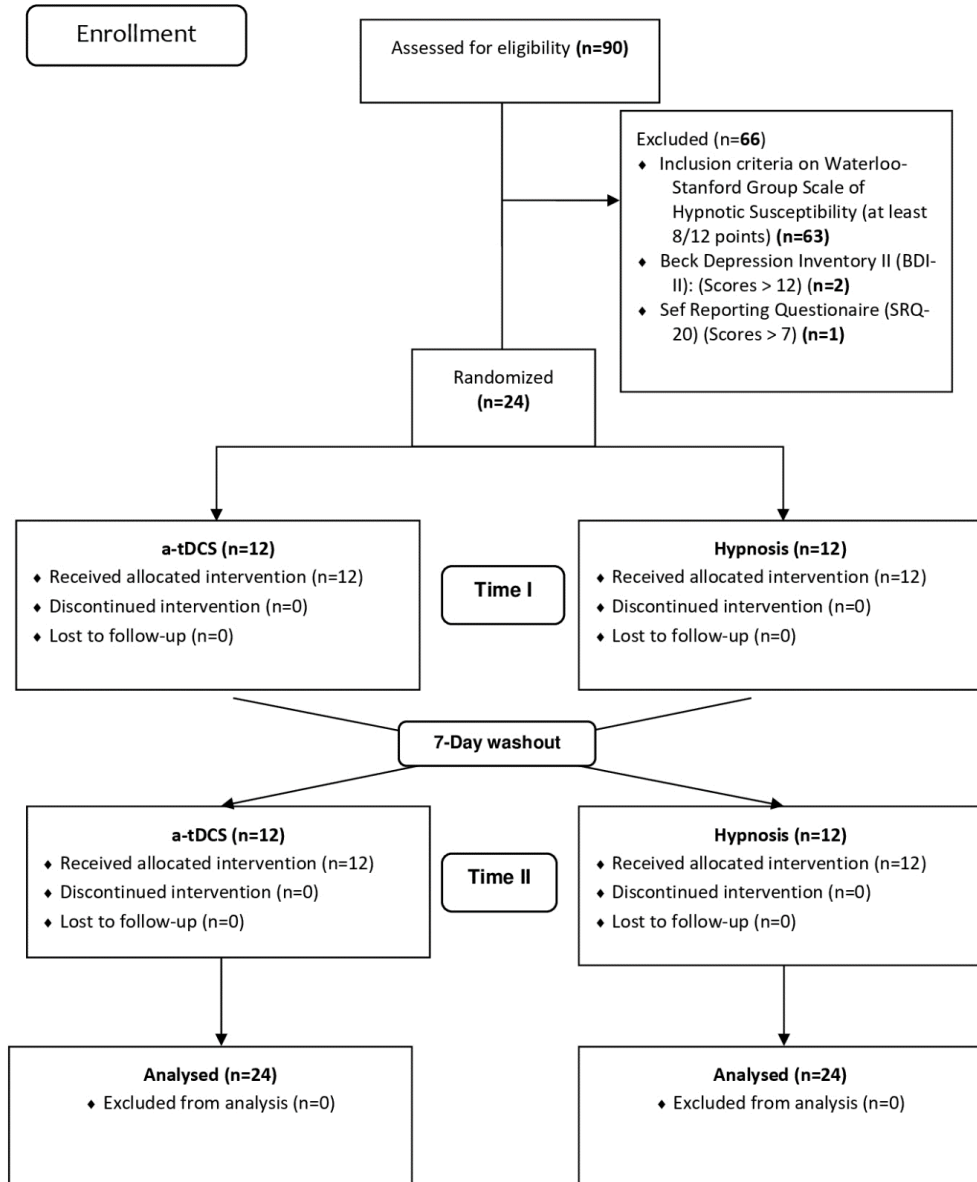 Enrollment
Assessed for eligibility (n=90)
Excluded (n=66)
♦ Inclusion criteria on Waterloo-
Stanford Group Scale of
Hypnotic Susceptibility (at least
8/12 points) (n=63)
♦ Beck Depression Inventory II (BDI-
II): (Scores > 12) (n=2)
♦ Sef Reporting Questionaire (SRQ-
20) (Scores > 7) (n=1)
Randomized
(n=24)
a-tDCS (n=12)
♦ Received allocated intervention (n=12)
♦ Discontinued intervention (n=0)
♦ Lost to follow-up (n=0)
Time I
Hypnosis (n=12)
♦ Received allocated intervention (n=12)
♦ Discontinued intervention (n=0)
♦ Lost to follow-up (n=0)
7-Day washout
a-tDCS (n=12)
♦ Received allocated intervention (n=12)
♦ Discontinued intervention (n=0)
♦ Lost to follow-up (n=0)
Time II
Hypnosis (n=12)
♦ Received allocated intervention (n=12)
♦ Discontinued intervention (n=0)
♦ Lost to follow-up (n=0)
Analysed (n=24)
♦ Excluded from analysis (n=0)
Analysed (n=24)
♦ Excluded from analysis (n=0)